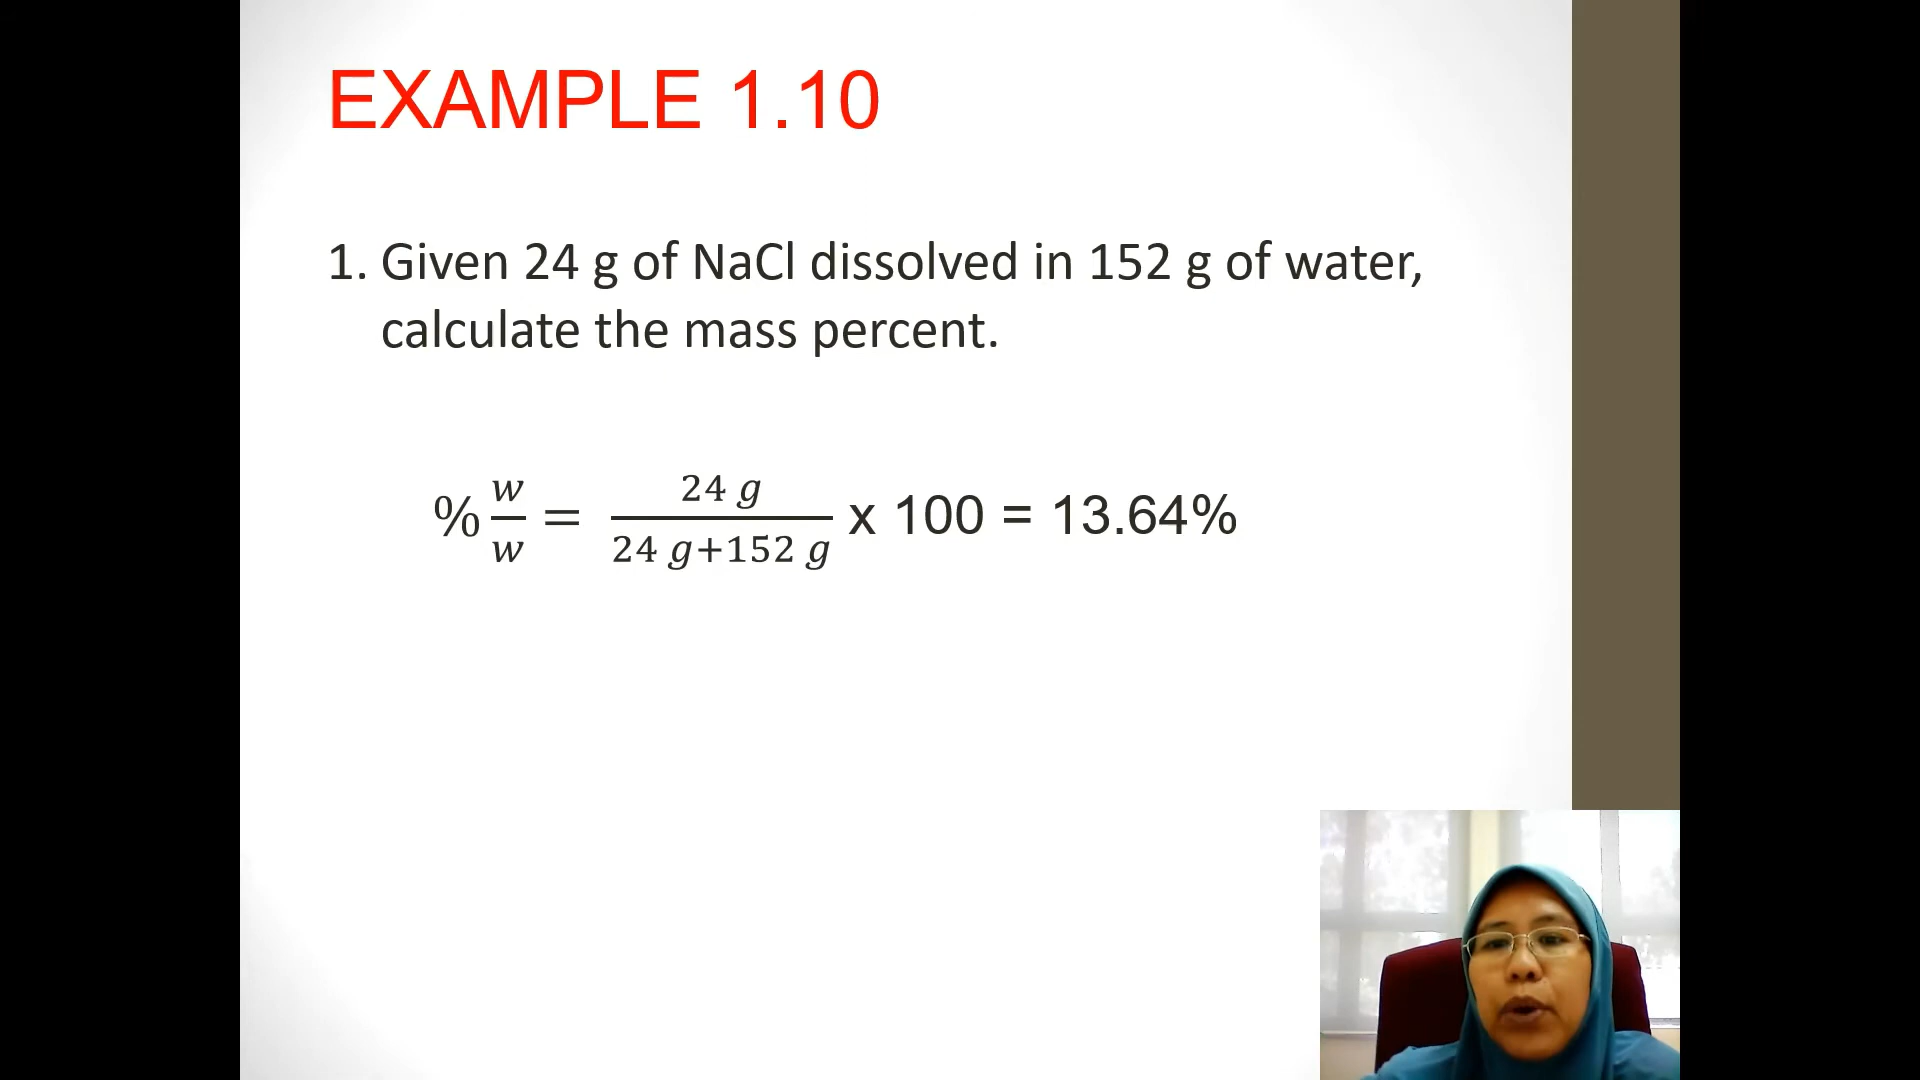 EXAMPLE 1.10
1. Given 24 g of NaCl dissolved in 152 g of water,
calculate the mass percent.
% w/w = 24 g / 24 g+152 g x 100 = 13.64%